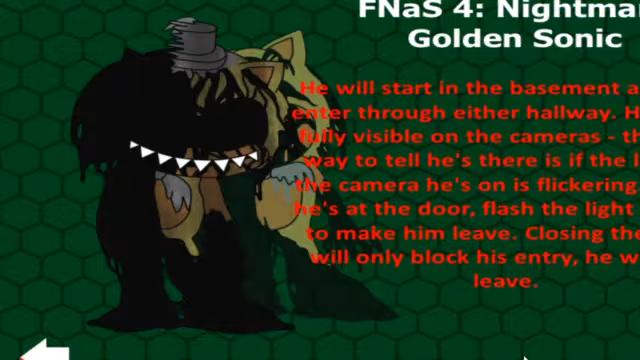 FNaS 4: Nightma
Golden Sonic
He will start in the basement a
enter through either hallway. H
fully visible on the cameras - th
way to tell he's there is if the l
the camera he's on is flickering
he's at the door, flash the light
to make him leave. Closing the
will only block his entry, he w
leave.